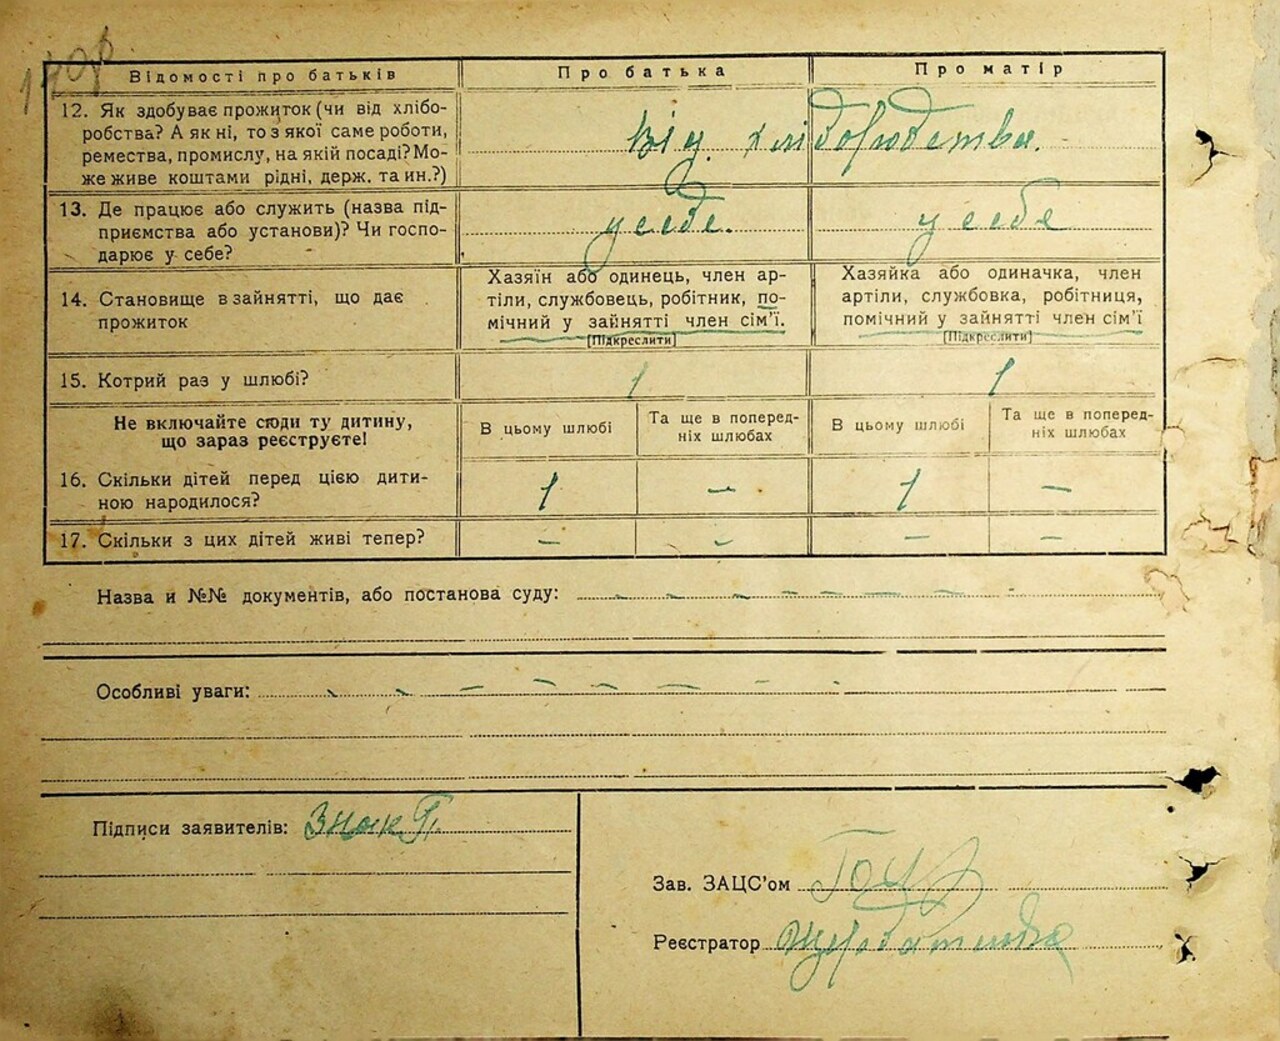 Відомості про батьків Про батька Про матір
12. Як здобуває прожиток (чи від хлібо-
робства? А як ні, то з якої саме роботи,
ремества, промислу, на якій посаді? Мо-
же живе коштами рідні, держ. та ин.?)
від хліборобства.
13. Де працює або служить (назва під-
приємства або установи)? Чи госпо-
дарює у себе?
у себе. у себе
14. Становище в зайнятті, що дає
прожиток
Хазяїн або одинець, член ар-
тіли, службовець, робітник, по-
мічний у зайнятті член сім'ї.
[Підкреслити]
Хазяйка або одиначка, член
артіли, службовка, робітниця,
помічний у зайнятті член сім'ї
[Підкреслити]
15. Котрий раз у шлюбі? 1 1
Не включайте сюди ту дитину,
що зараз реєструєте!
В цьому шлюбі
Та ще в поперед-
ніх шлюбах
В цьому шлюбі
Та ще в поперед-
ніх шлюбах
16. Скільки дітей перед цією дити-
ною народилося?
1 – 1 –
17. Скільки з цих дітей живі тепер? – – – –
Назва й №№ документів, або постанова суду: – – – – – – – –
Особливі уваги: – – – – – – – –
Підписи заявителів:
Зав. ЗАЦС'ом
Реєстратор